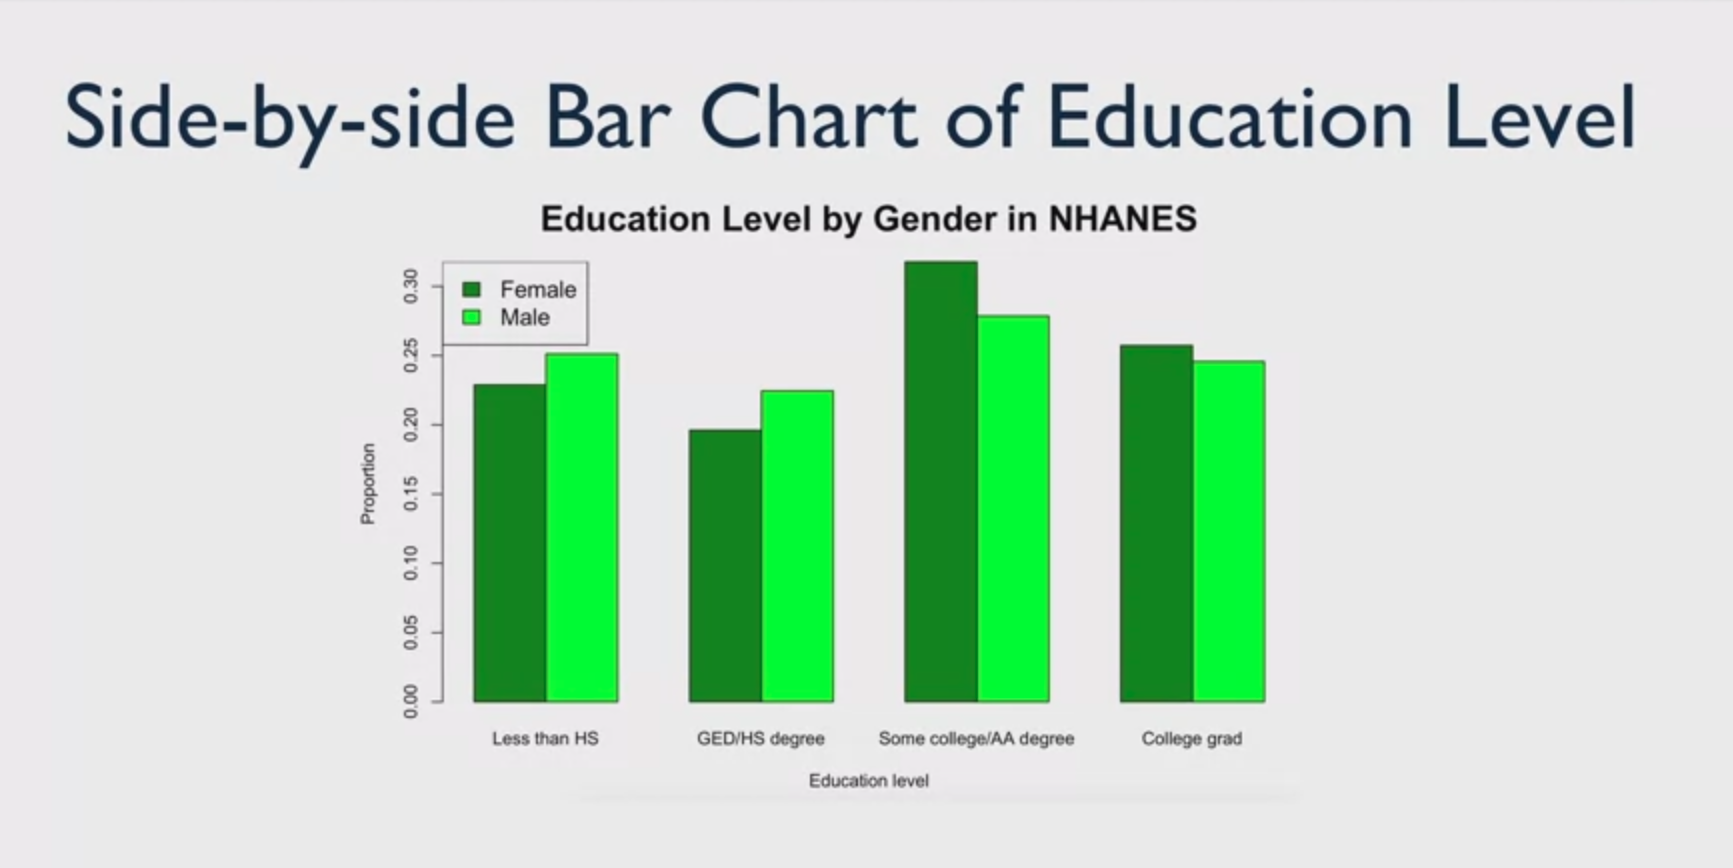 Side-by-side Bar Chart of Education Level
Education Level by Gender in NHANES
Female
Male
0.30
0.25
0.20
0.15
0.10
0.05
0.00
Proportion
Less than HS
GED/HS degree
Some college/AA degree
College grad
Education level